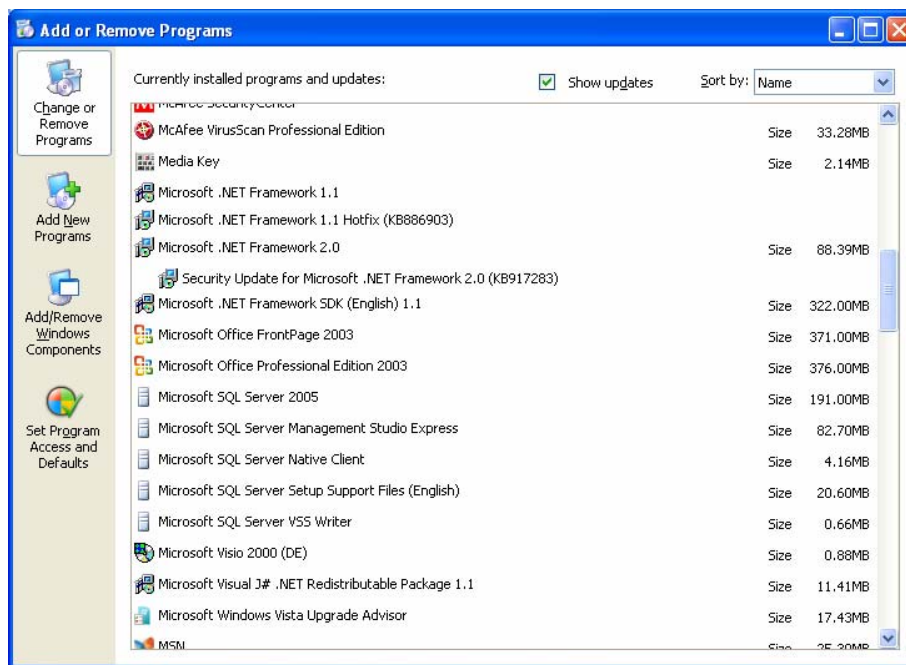 Add or Remove Programs
Change or
Remove
Programs
Add New
Programs
Add/Remove
Windows
Components
Set Program
Access and
Defaults
Currently installed programs and updates:
Show updates
Sort by: Name
McAfee SecurityCenter
McAfee VirusScan Professional Edition Size 33.28MB
Media Key Size 2.14MB
Microsoft .NET Framework 1.1
Microsoft .NET Framework 1.1 Hotfix (KB886903)
Microsoft .NET Framework 2.0 Size 88.39MB
Security Update for Microsoft .NET Framework 2.0 (KB917283)
Microsoft .NET Framework SDK (English) 1.1 Size 322.00MB
Microsoft Office FrontPage 2003 Size 371.00MB
Microsoft Office Professional Edition 2003 Size 376.00MB
Microsoft SQL Server 2005 Size 191.00MB
Microsoft SQL Server Management Studio Express Size 82.70MB
Microsoft SQL Server Native Client Size 4.16MB
Microsoft SQL Server Setup Support Files (English) Size 20.60MB
Microsoft SQL Server VSS Writer Size 0.66MB
Microsoft Visio 2000 (DE) Size 0.88MB
Microsoft Visual J# .NET Redistributable Package 1.1 Size 11.41MB
Microsoft Windows Vista Upgrade Advisor Size 17.43MB
MSN Size